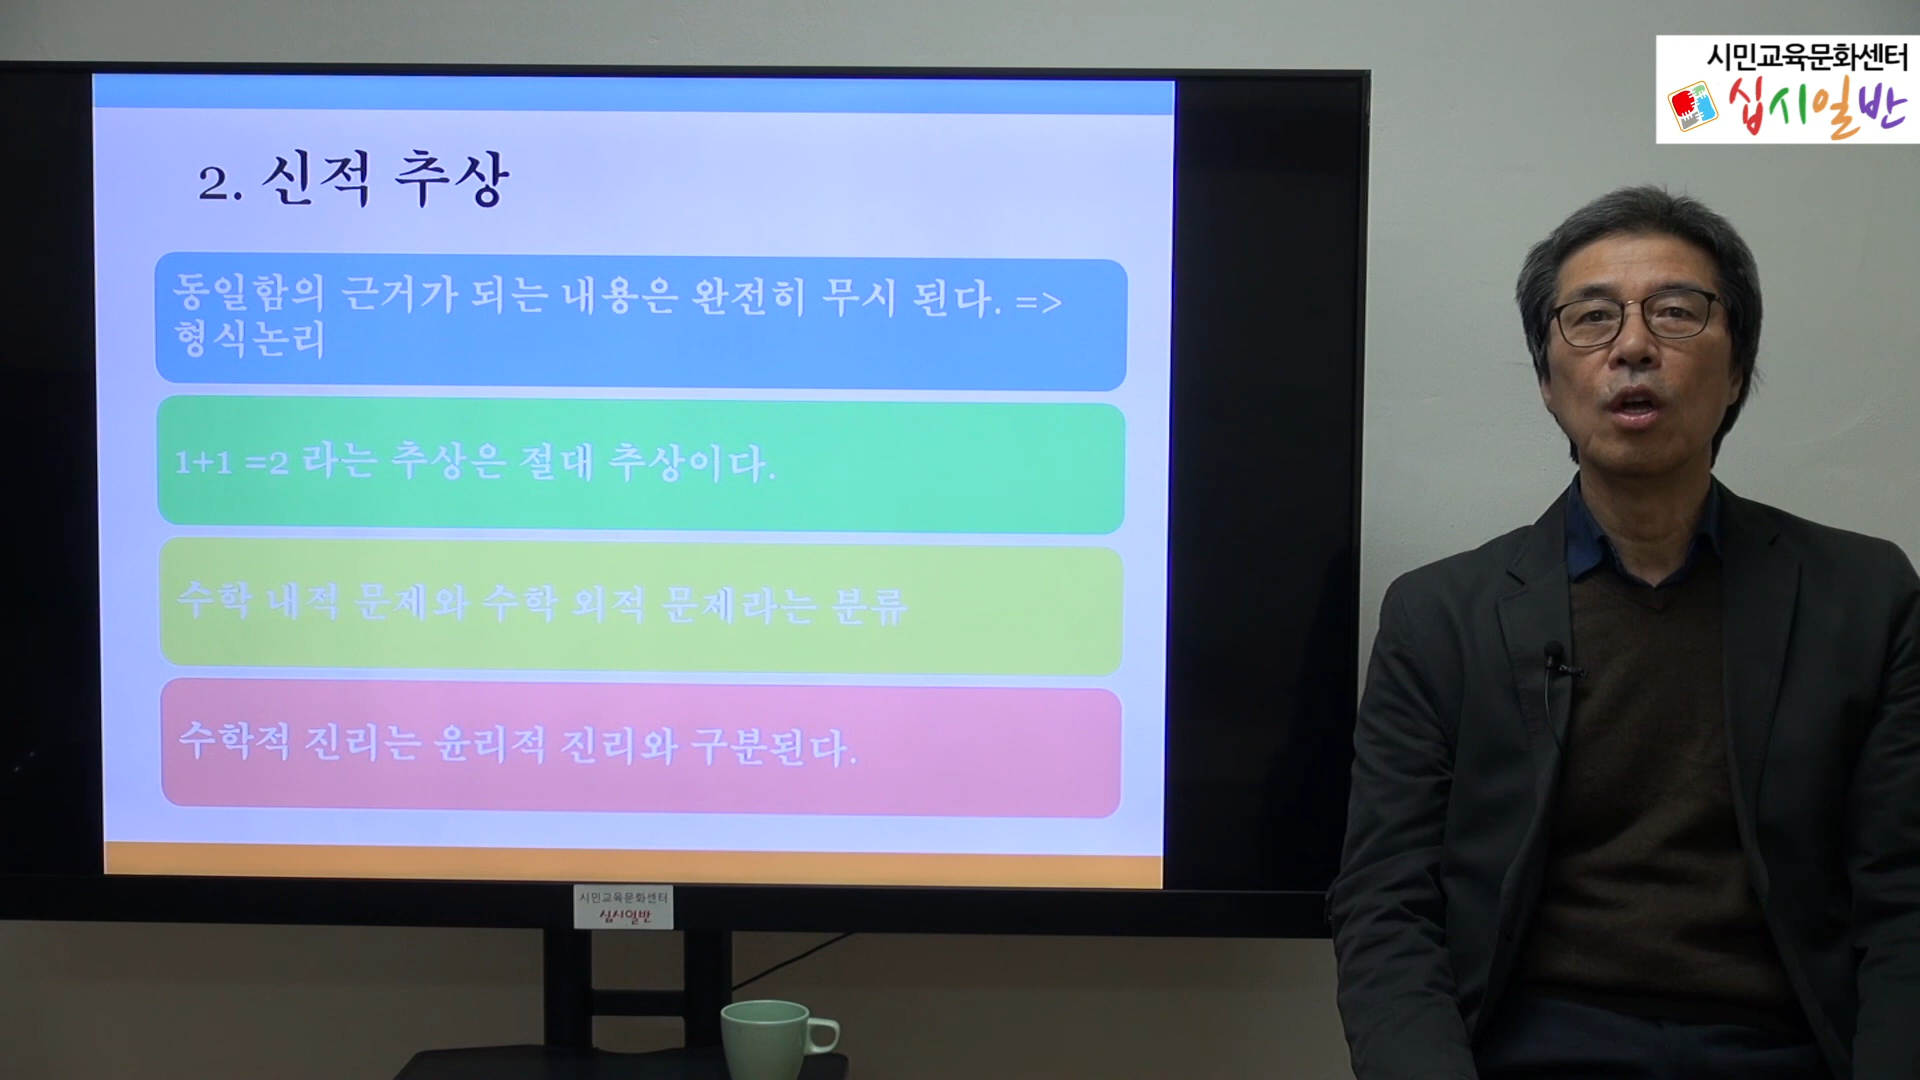 시민교육문화센터
십시일반
2. 신적 추상
동일함의 근거가 되는 내용은 완전히 무시 된다. =>
형식논리
1+1 =2 라는 추상은 절대 추상이다.
수학 내적 문제와 수학 외적 문제라는 분류
수학적 진리는 윤리적 진리와 구분된다.
시민교육문화센터
십시일반